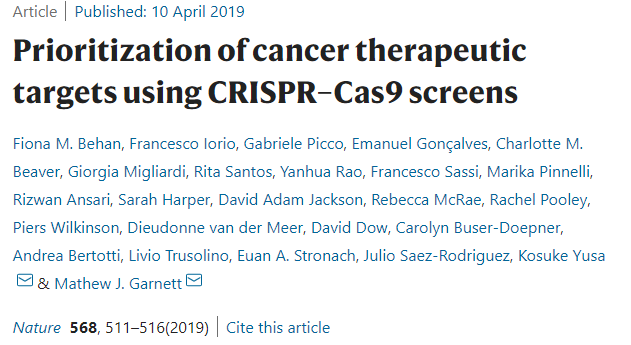 Article | Published: 10 April 2019
Prioritization of cancer therapeutic
targets using CRISPR–Cas9 screens
Fiona M. Behan, Francesco Iorio, Gabriele Picco, Emanuel Gonçalves, Charlotte M.
Beaver, Giorgia Migliardi, Rita Santos, Yanhua Rao, Francesco Sassi, Marika Pinnelli,
Rizwan Ansari, Sarah Harper, David Adam Jackson, Rebecca McRae, Rachel Pooley,
Piers Wilkinson, Dieudonne van der Meer, David Dow, Carolyn Buser-Doepner,
Andrea Bertotti, Livio Trusolino, Euan A. Stronach, Julio Saez-Rodriguez, Kosuke Yusa
& Mathew J. Garnett
Nature 568, 511–516(2019) | Cite this article